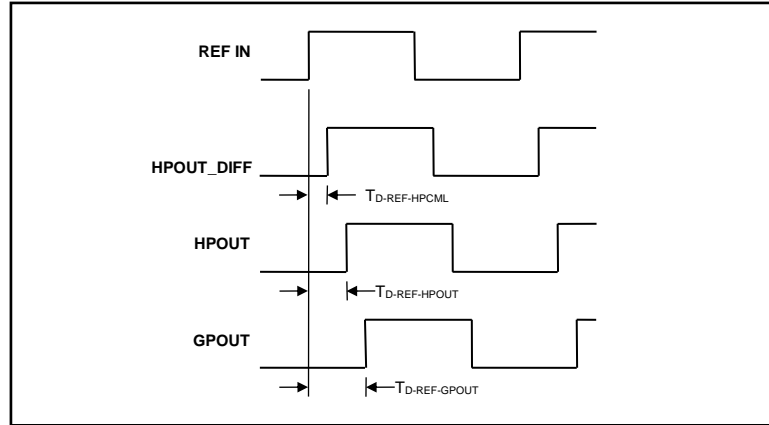 REF IN
HPOUT_DIFF
TD-REF-HPCML
HPOUT
TD-REF-HPOUT
GPOUT
TD-REF-GPOUT